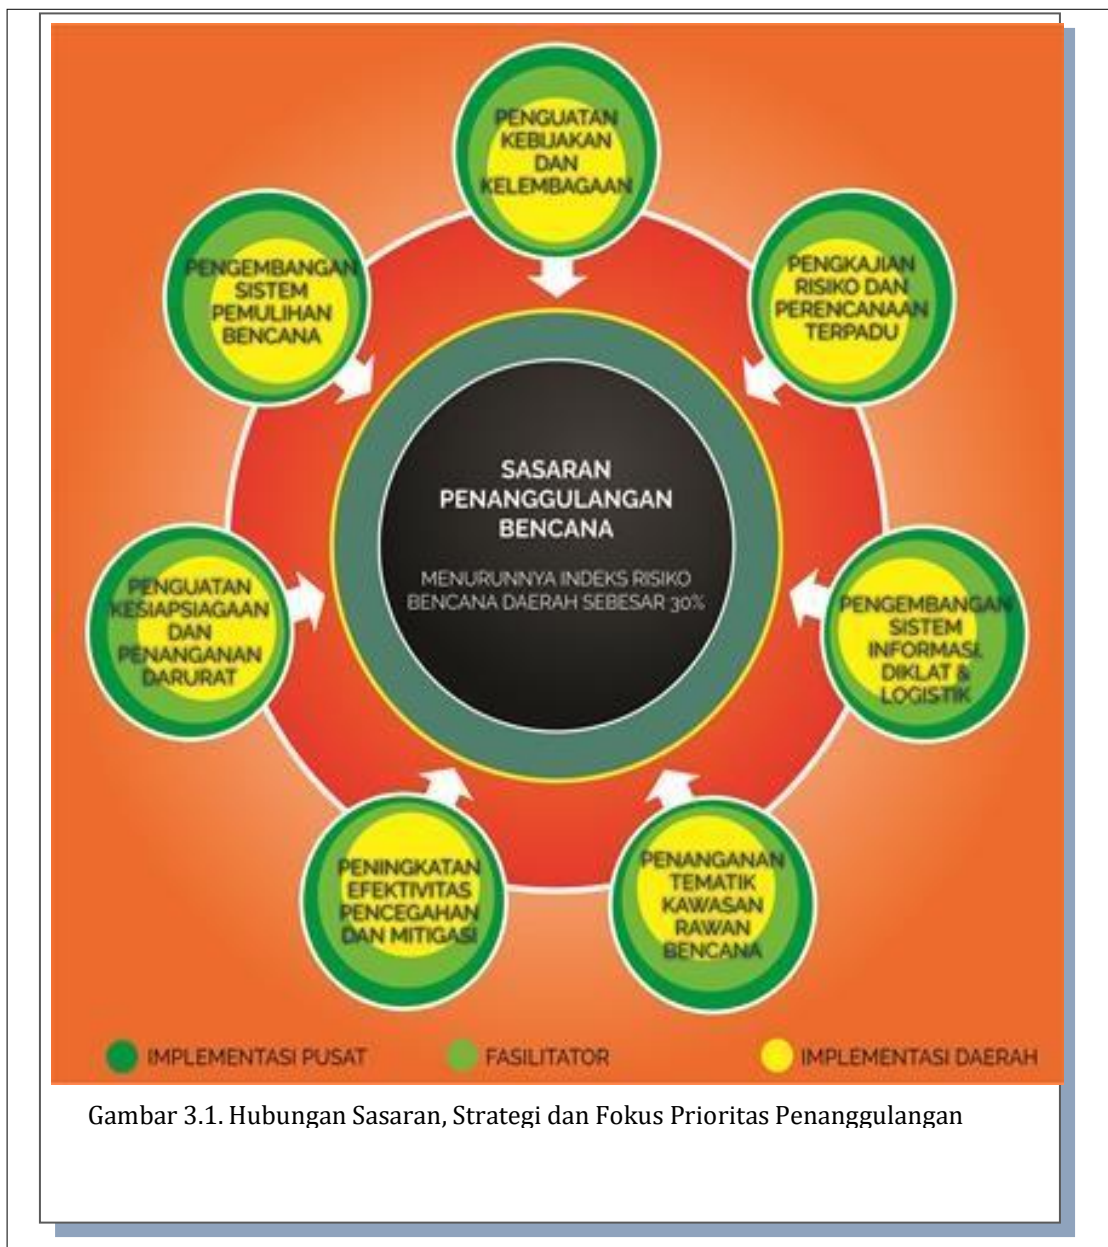 PENGUATAN
KEBIJAKAN
DAN
KELEMBAGAAN
PENGKAJIAN
RISIKO DAN
PERENCANAAN
TERPADU
PENGEMBANGAN
SISTEM
INFORMASI,
DIKLAT &
LOGISTIK
PENANGANAN
TEMATIK
KAWASAN
RAWAN
BENCANA
PENINGKATAN
EFEKTIVITAS
PENCEGAHAN
DAN MITIGASI
PENGUATAN
KESIAPSIAGAAN
DAN
PENANGANAN
DARURAT
PENGEMBANGAN
SISTEM
PEMULIHAN
BENCANA
SASARAN
PENANGGULANGAN
BENCANA
MENURUNNYA INDEKS RISIKO
BENCANA DAERAH SEBESAR 30%
IMPLEMENTASI PUSAT
FASILITATOR
IMPLEMENTASI DAERAH
Gambar 3.1. Hubungan Sasaran, Strategi dan Fokus Prioritas Penanggulangan